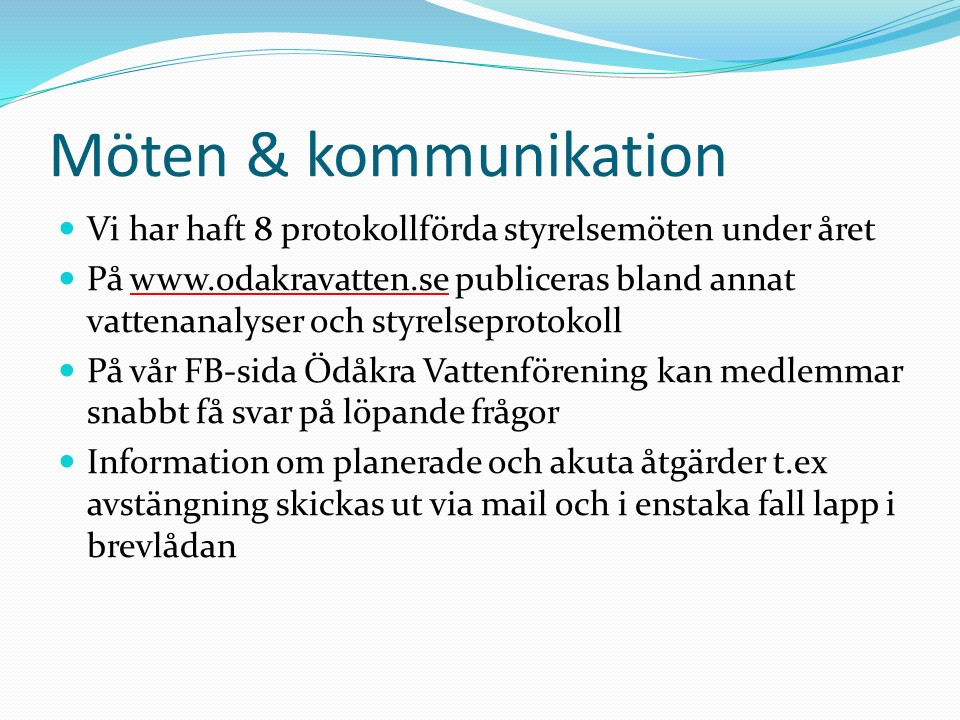 Möten & kommunikation
Vi har haft 8 protokollförda styrelsemöten under året
På www.odakravatten.se publiceras bland annat
vattenanalyser och styrelseprotokoll
På vår FB-sida Ödåkra Vattenförening kan medlemmar
snabbt få svar på löpande frågor
Information om planerade och akuta åtgärder t.ex
avstängning skickas ut via mail och i enstaka fall lapp i
brevlådan